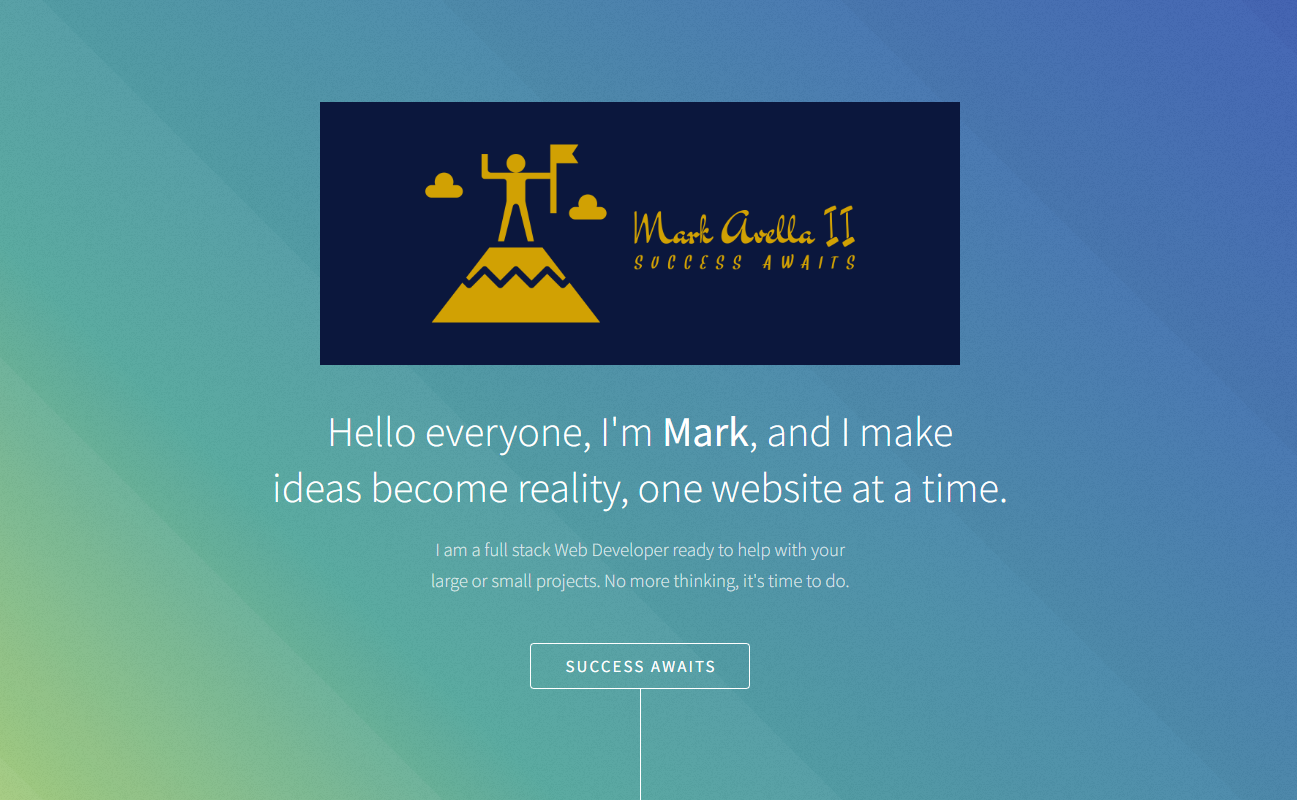 Mark Avella II
SUCCESS AWAITS
Hello everyone, I'm Mark, and I make
ideas become reality, one website at a time.
I am a full stack Web Developer ready to help with your
large or small projects. No more thinking, it's time to do.
SUCCESS AWAITS